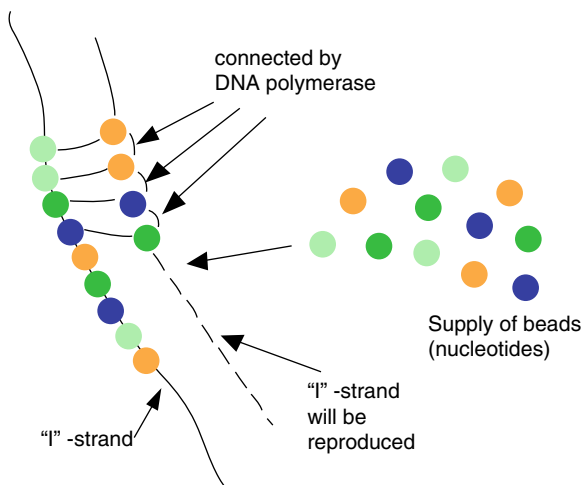 connected by
DNA polymerase
Supply of beads
(nucleotides)
“I” -strand
will be
reproduced
“I” -strand